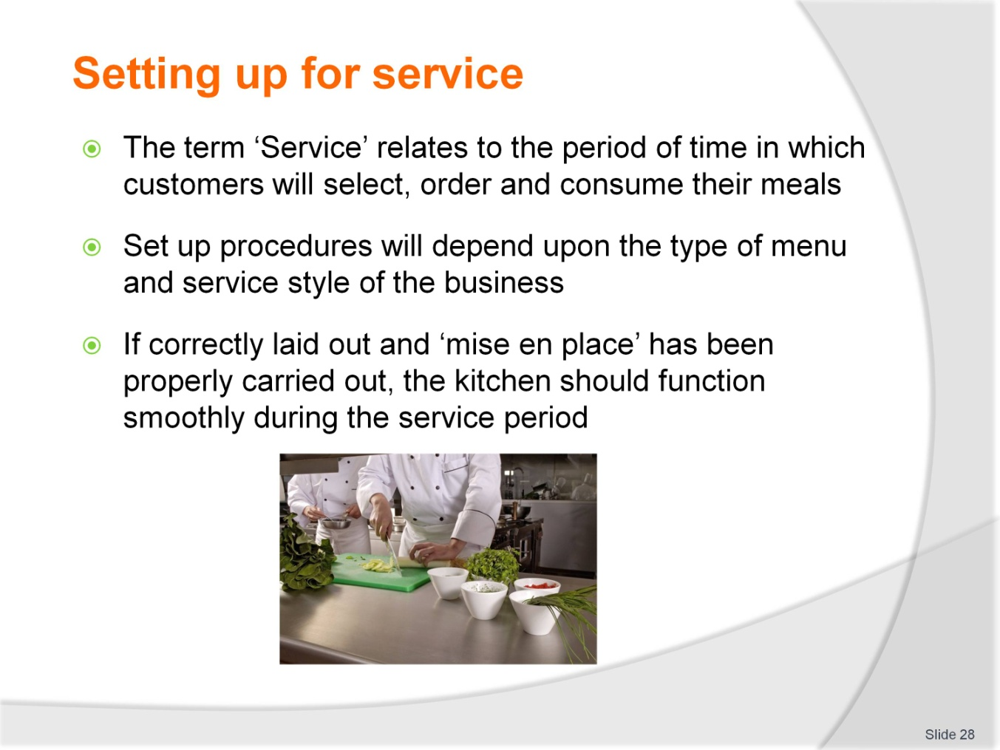 Setting up for service
The term ‘Service’ relates to the period of time in which
customers will select, order and consume their meals
Set up procedures will depend upon the type of menu
and service style of the business
If correctly laid out and ‘mise en place’ has been
properly carried out, the kitchen should function
smoothly during the service period
Slide 28